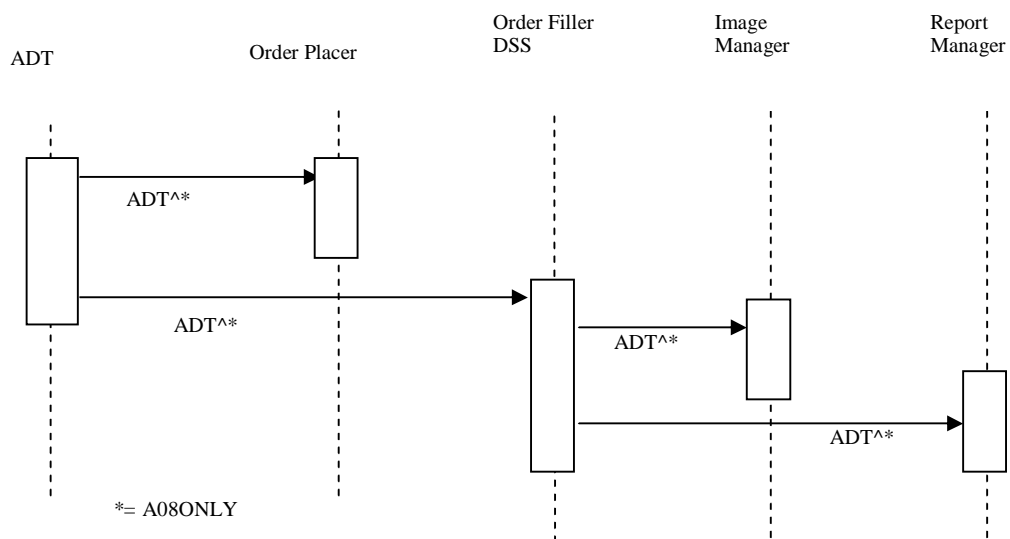 ADT
Order Placer
Order Filler
DSS
Image
Manager
Report
Manager
ADT^*
ADT^*
ADT^*
ADT^*
*= A08ONLY